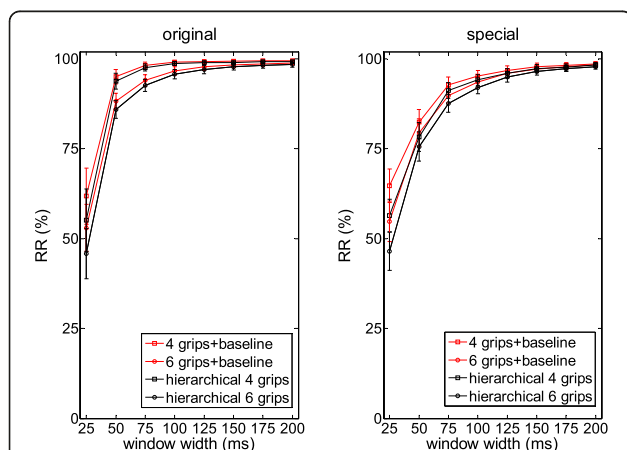 original
100
75
50
25
0
RR (%)
4 grips+baseline
6 grips+baseline
hierarchical 4 grips
hierarchical 6 grips
25 50 75 100 125 150 175 200
window width (ms)
special
100
75
50
25
0
RR (%)
4 grips+baseline
6 grips+baseline
hierarchical 4 grips
hierarchical 6 grips
25 50 75 100 125 150 175 200
window width (ms)